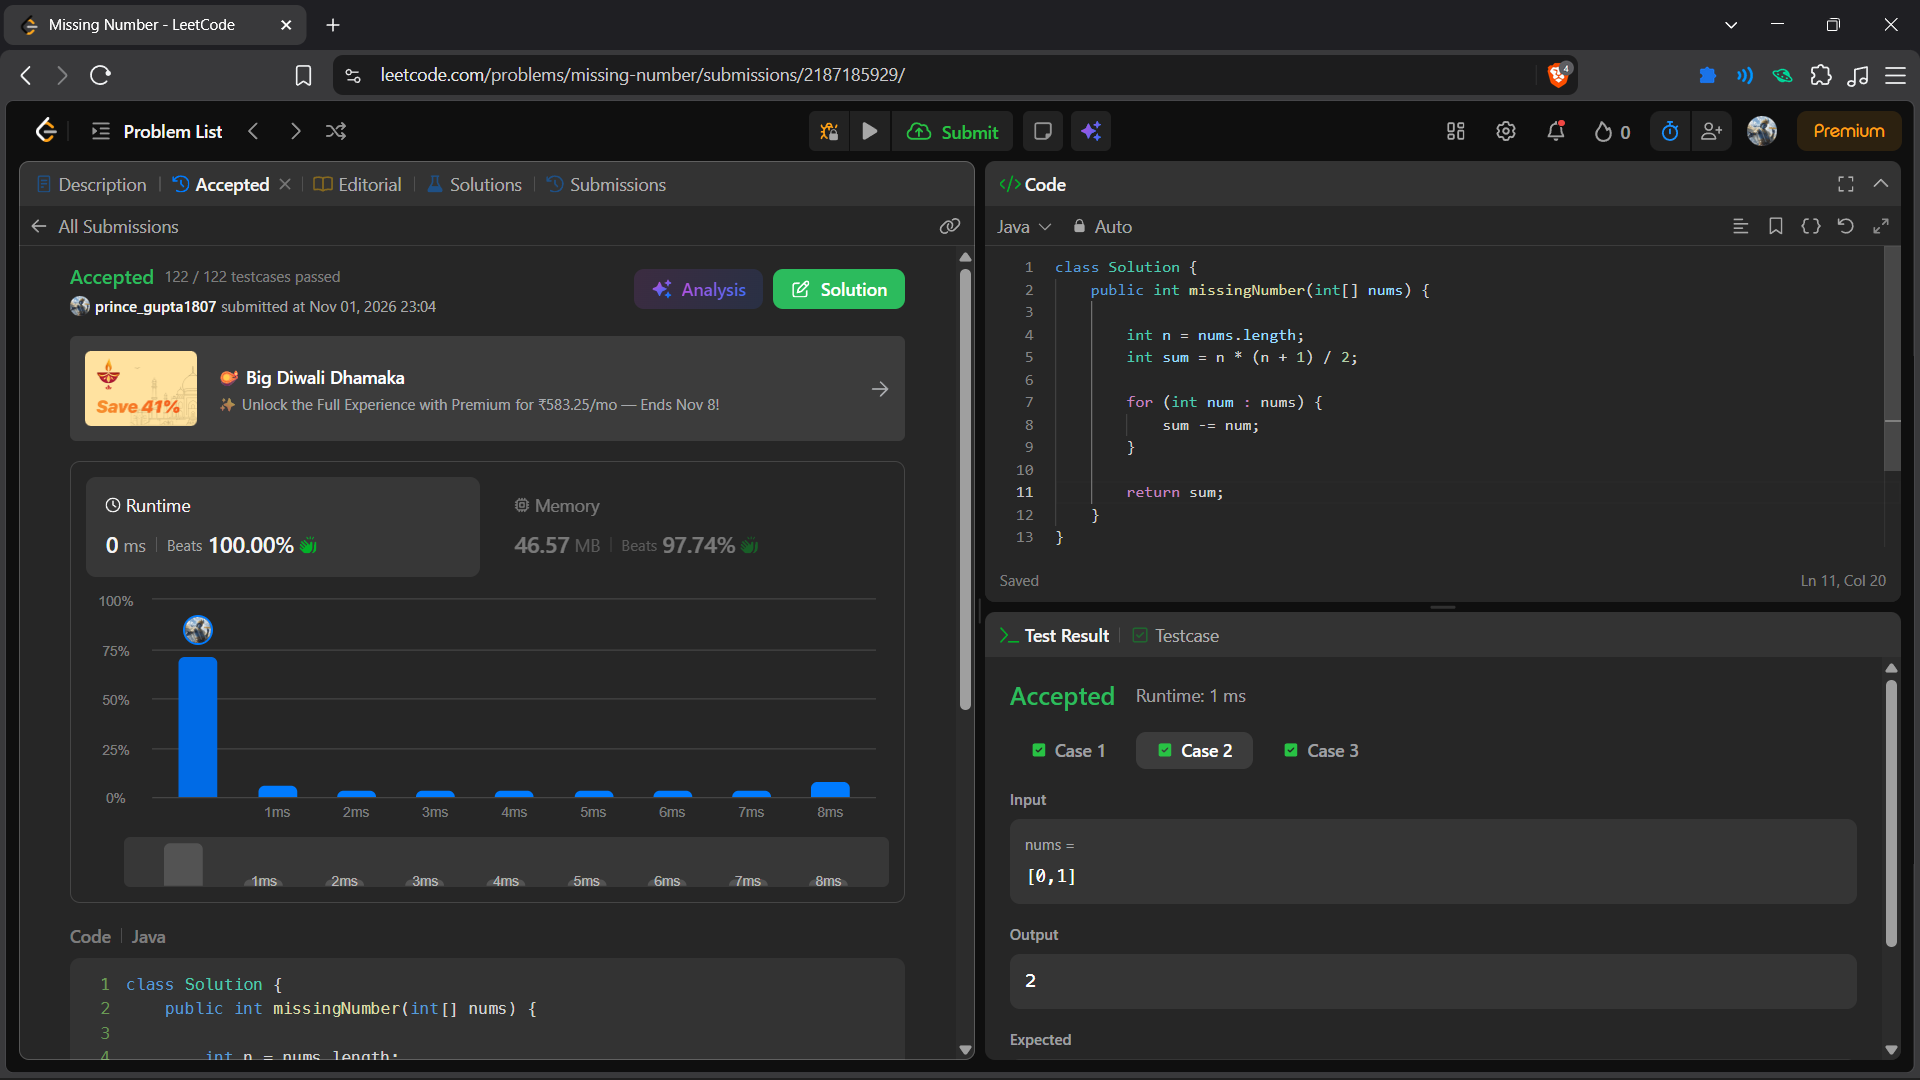 Missing Number - LeetCode
leetcode.com/problems/missing-number/submissions/2187185929/
4
Problem List
Submit
0
Premium
Description
Accepted
Editorial
Solutions
Submissions
All Submissions
Accepted 122 / 122 testcases passed
prince_gupta1807 submitted at Nov 01, 2026 23:04
Analysis
Solution
Save 41%
Big Diwali Dhamaka
Unlock the Full Experience with Premium for ₹583.25/mo — Ends Nov 8!
Runtime
0 ms Beats 100.00%
Memory
46.57 MB Beats 97.74%
100%
75%
50%
25%
0%
1ms 2ms 3ms 4ms 5ms 6ms 7ms 8ms
1ms 2ms 3ms 4ms 5ms 6ms 7ms 8ms
Code Java
1 class Solution {
2 public int missingNumber(int[] nums) {
3
4 int n = nums.length;
</> Code
Java Auto
1 class Solution {
2 public int missingNumber(int[] nums) {
3
4 int n = nums.length;
5 int sum = n * (n + 1) / 2;
6
7 for (int num : nums) {
8 sum -= num;
9 }
10
11 return sum;
12 }
13 }
Saved
Ln 11, Col 20
Test Result
Testcase
Accepted Runtime: 1 ms
Case 1 Case 2 Case 3
Input
nums =
[0,1]
Output
2
Expected